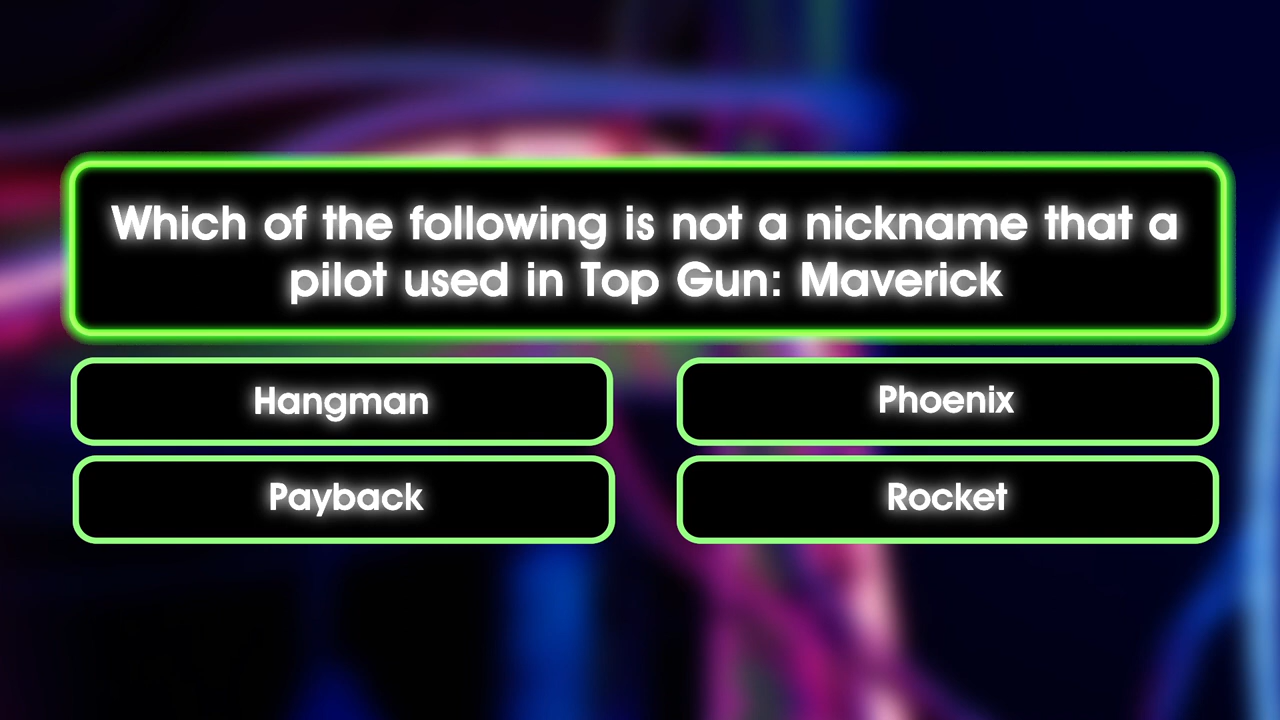 Which of the following is not a nickname that a
pilot used in Top Gun: Maverick
Hangman
Phoenix
Payback
Rocket